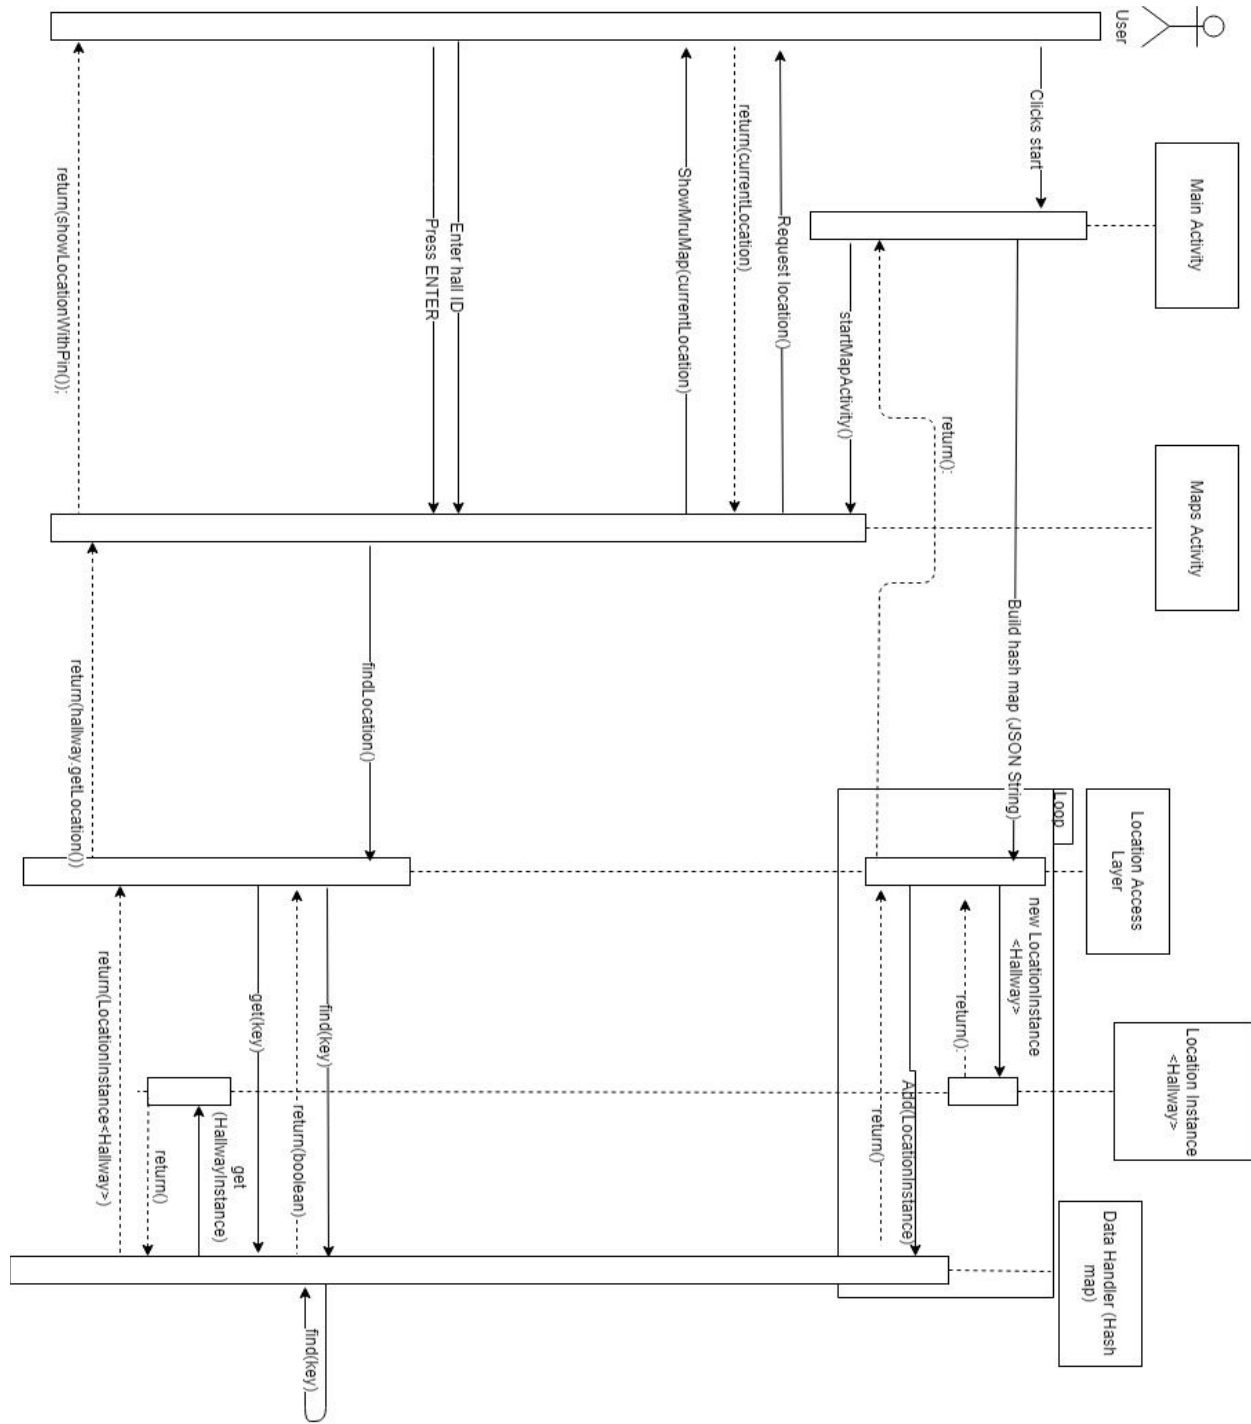 User
Main Activity
Maps Activity
Location Access
Layer
Location Instance
<Hallway>
Data Handler (Hash
map)
Clicks start
Build hash map (JSON String)
Loop
new LocationInstance
<Hallway>
return():
Add(LocationInstance)
return()
return():
startMapActivity()
Request location()
return(currentLocation)
ShowMruMap(currentLocation)
Enter hall ID
Press ENTER
findLocation()
find(key)
find(key)
return(boolean)
get(key)
get
(HallwayInstance)
return()
return(LocationInstance<Hallway>)
return(hallway.getLocation())
return(showLocationWithPin());